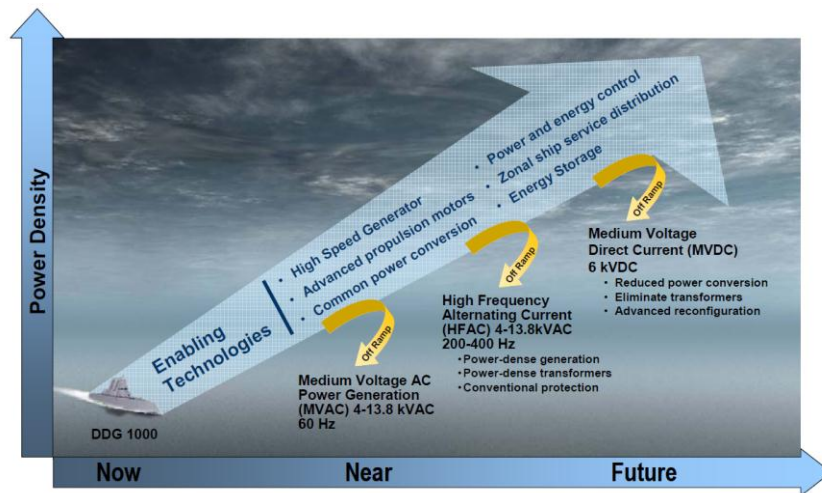 Power Density
Enabling
Technologies
• High Speed Generator
• Advanced propulsion motors
• Common power conversion
• Power and energy control
• Zonal ship service distribution
• Energy Storage
Off Ramp
Medium Voltage AC
Power Generation
(MVAC) 4-13.8 kVAC
60 Hz
Off Ramp
High Frequency
Alternating Current
(HFAC) 4-13.8kVAC
200-400 Hz
•Power-dense generation
•Power-dense transformers
•Conventional protection
Off Ramp
Medium Voltage
Direct Current (MVDC)
6 kVDC
• Reduced power conversion
• Eliminate transformers
• Advanced reconfiguration
DDG 1000
Now
Near
Future